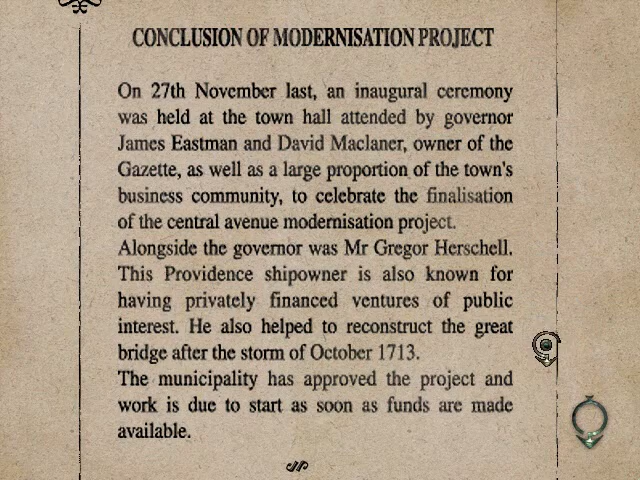 CONCLUSION OF MODERNISATION PROJECT
On 27th November last, an inaugural ceremony
was held at the town hall attended by governor
James Eastman and David Maclaner, owner of the
Gazette, as well as a large proportion of the town's
business community, to celebrate the finalisation
of the central avenue modernisation project.
Alongside the governor was Mr Gregor Herschell.
This Providence shipowner is also known for
having privately financed ventures of public
interest. He also helped to reconstruct the great
bridge after the storm of October 1713.
The municipality has approved the project and
work is due to start as soon as funds are made
available.